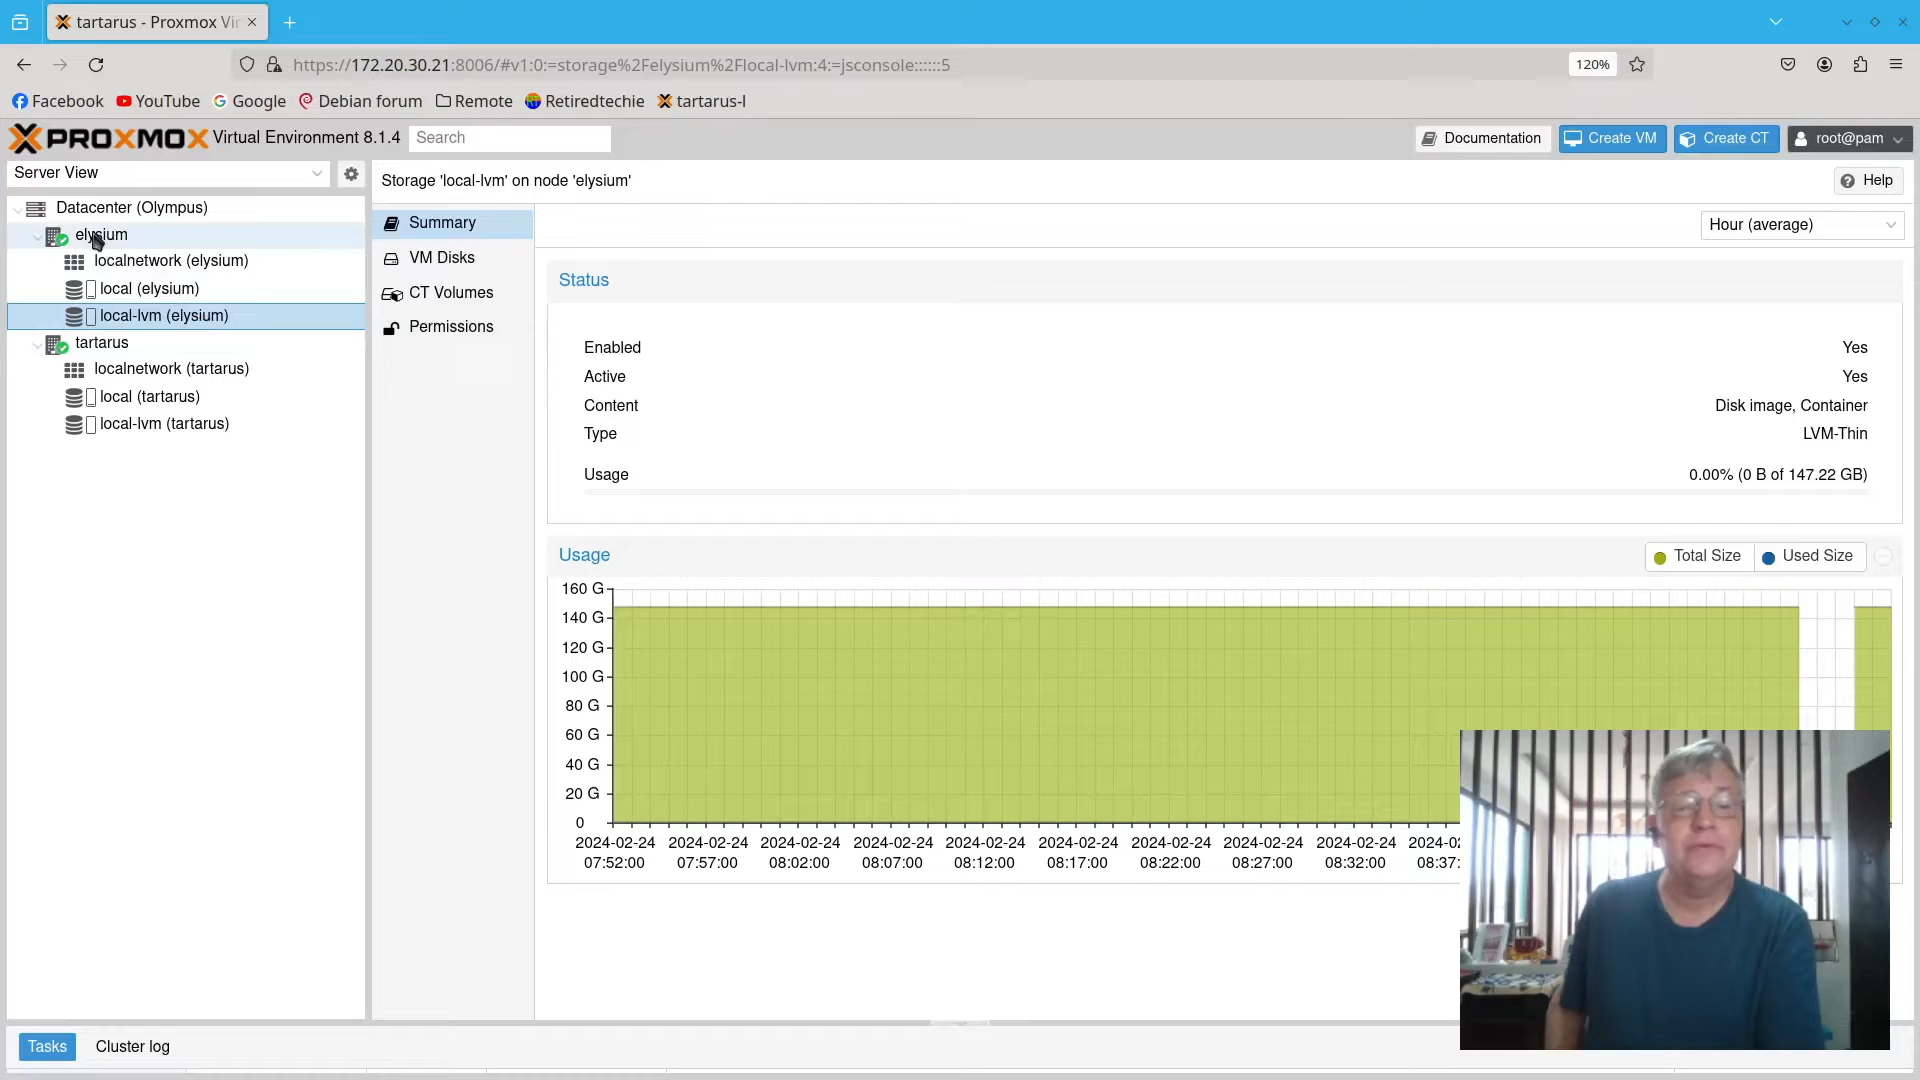 tartarus - Proxmox Vi
https://172.20.30.21:8006/#v1:0:=storage%2Felysium%2Flocal-lvm:4:=jsconsole::::::5
120%
Facebook
YouTube
Google
Debian forum
Remote
Retiredtechie
tartarus-l
PROXMOX Virtual Environment 8.1.4
Search
Documentation
Create VM
Create CT
root@pam
Server View
Storage 'local-lvm' on node 'elysium'
Help
Datacenter (Olympus)
elysium
localnetwork (elysium)
local (elysium)
local-lvm (elysium)
tartarus
localnetwork (tartarus)
local (tartarus)
local-lvm (tartarus)
Summary
VM Disks
CT Volumes
Permissions
Hour (average)
Status
Enabled Yes
Active Yes
Content Disk image, Container
Type LVM-Thin
Usage 0.00% (0 B of 147.22 GB)
Usage
Total Size
Used Size
160 G
140 G
120 G
100 G
80 G
60 G
40 G
20 G
0
2024-02-24 2024-02-24 2024-02-24 2024-02-24 2024-02-24 2024-02-24 2024-02-24 2024-02-24 2024-02-24 2024-02
07:52:00 07:57:00 08:02:00 08:07:00 08:12:00 08:17:00 08:22:00 08:27:00 08:32:00 08:37:
Tasks
Cluster log